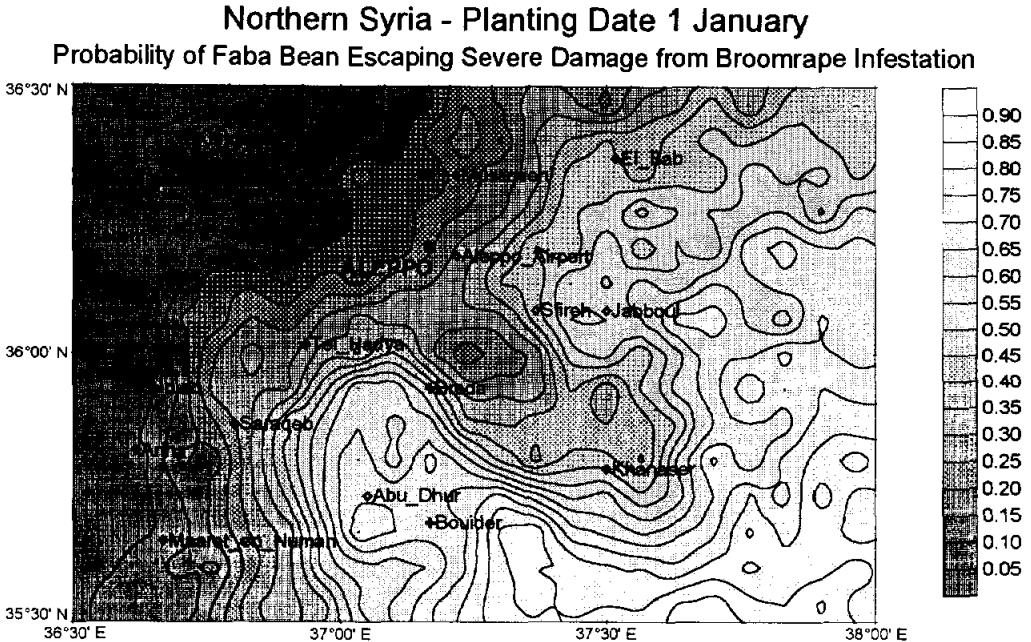 Northern Syria - Planting Date 1 January
Probability of Faba Bean Escaping Severe Damage from Broomrape Infestation
36°30' N
36°00' N
35°30' N
36°30' E
37°00' E
37°30' E
38°00' E
El_Bab
ALEPPO
Aleppo_Airport
Sfireh
Jabboul
Tel_Hadya
Breda
Saraqeb
Khanaser
Abu_Dhur
Bouider
Maarat_en_Numan
0.90
0.85
0.80
0.75
0.70
0.65
0.60
0.55
0.50
0.45
0.40
0.35
0.30
0.25
0.20
0.15
0.10
0.05